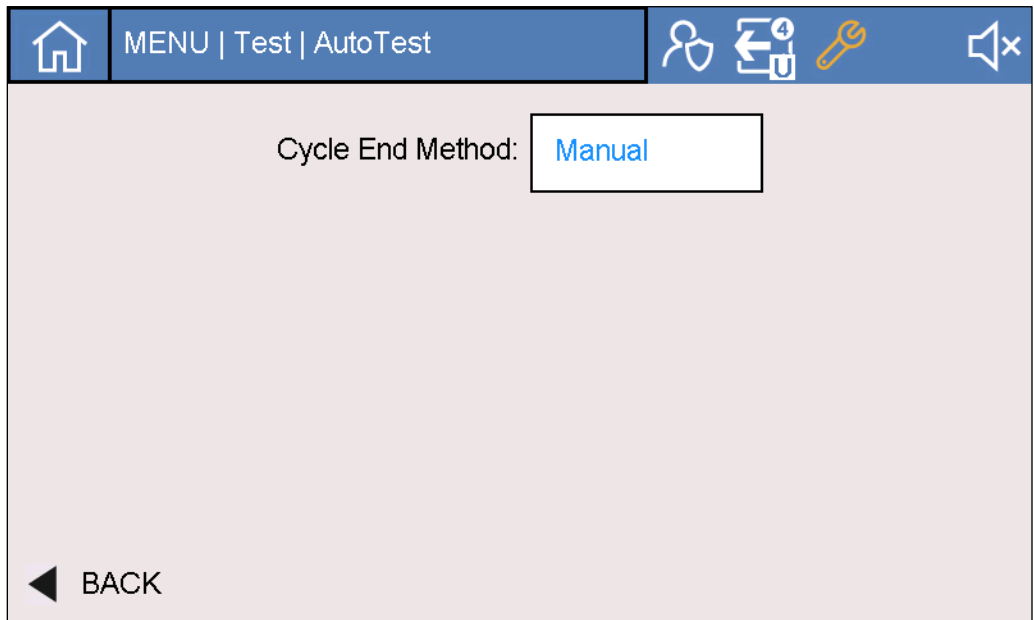 MENU | Test | AutoTest
4
U
Cycle End Method:
Manual
BACK